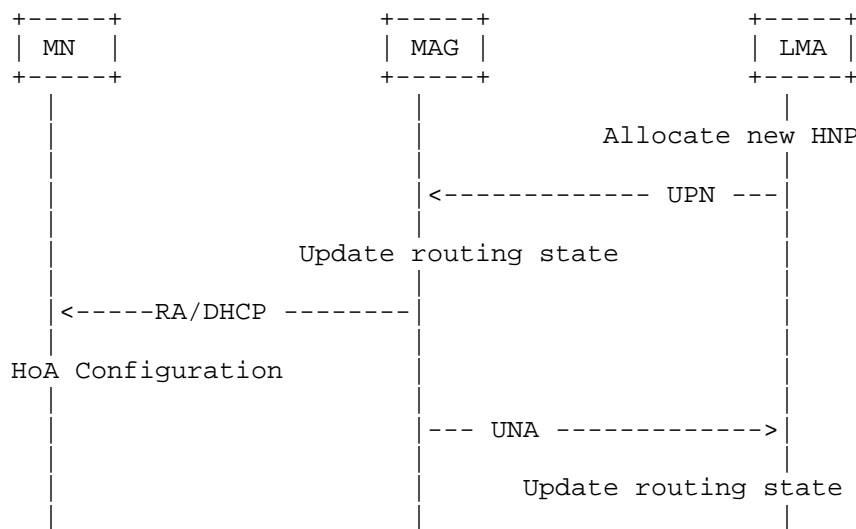 +-----+                +-----+                +-----+
| MN  |                | MAG |                | LMA |
+-----+                +-----+                +-----+
Allocate new HNP
|<------------- UPN ---|
Update routing state
|<-----RA/DHCP --------|
HoA Configuration
|--- UNA ------------->|
Update routing state